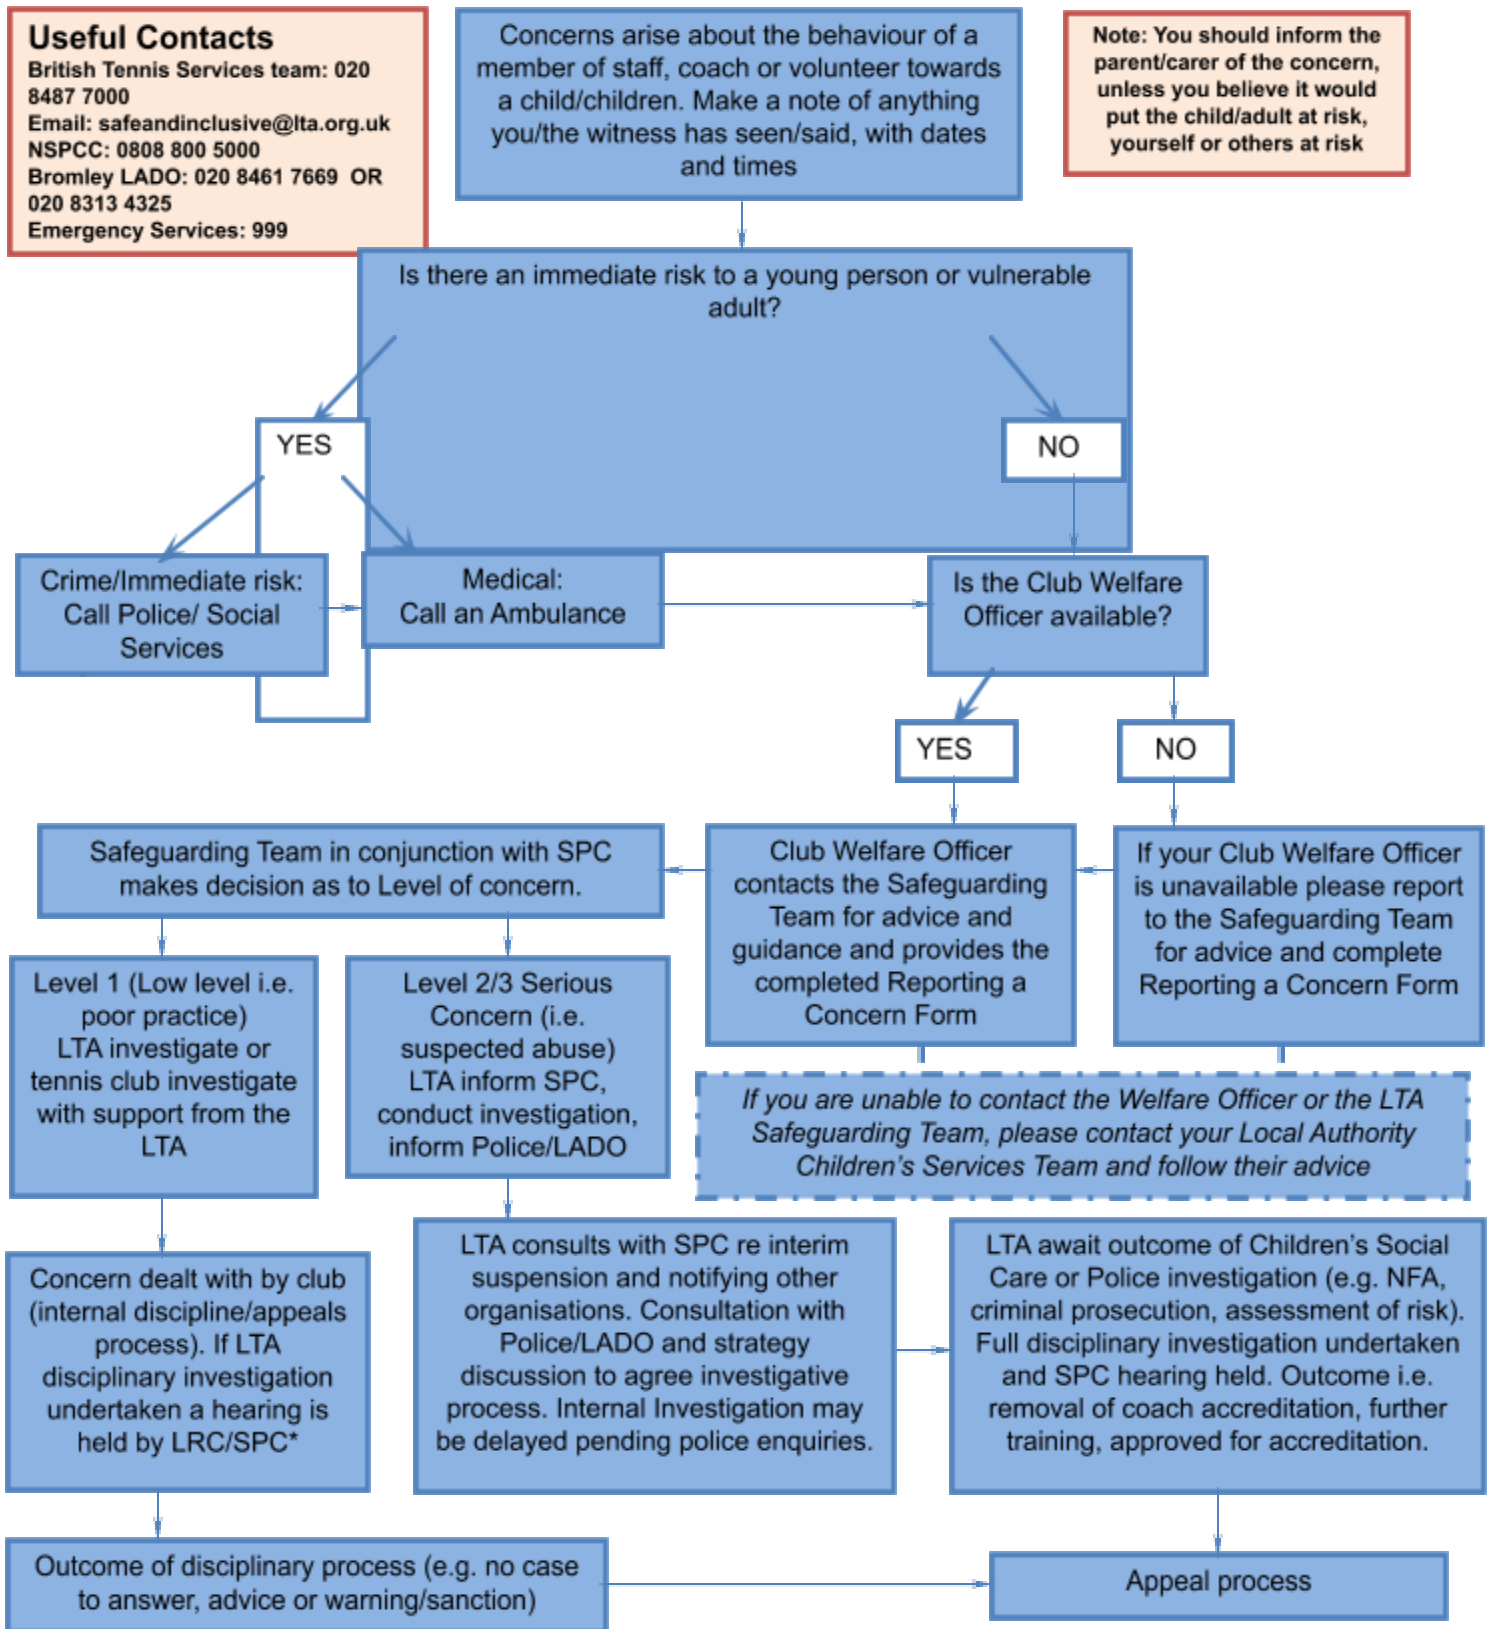 Useful Contacts
British Tennis Services team: 020
8487 7000
Email: safeandinclusive@lta.org.uk
NSPCC: 0808 800 5000
Bromley LADO: 020 8461 7669  OR
020 8313 4325
Emergency Services: 999
Concerns arise about the behaviour of a
member of staff, coach or volunteer towards
a child/children. Make a note of anything
you/the witness has seen/said, with dates
and times
Note: You should inform the
parent/carer of the concern,
unless you believe it would
put the child/adult at risk,
yourself or others at risk
Is there an immediate risk to a young person or vulnerable
adult?
YES
NO
Crime/Immediate risk:
Call Police/ Social
Services
Medical:
Call an Ambulance
Is the Club Welfare
Officer available?
YES
NO
Safeguarding Team in conjunction with SPC
makes decision as to Level of concern.
Club Welfare Officer
contacts the Safeguarding
Team for advice and
guidance and provides the
completed Reporting a
Concern Form
If your Club Welfare Officer
is unavailable please report
to the Safeguarding Team
for advice and complete
Reporting a Concern Form
Level 1 (Low level i.e.
poor practice)
LTA investigate or
tennis club investigate
with support from the
LTA
Level 2/3 Serious
Concern (i.e.
suspected abuse)
LTA inform SPC,
conduct investigation,
inform Police/LADO
If you are unable to contact the Welfare Officer or the LTA
Safeguarding Team, please contact your Local Authority
Children's Services Team and follow their advice
Concern dealt with by club
(internal discipline/appeals
process). If LTA
disciplinary investigation
undertaken a hearing is
held by LRC/SPC*
LTA consults with SPC re interim
suspension and notifying other
organisations. Consultation with
Police/LADO and strategy
discussion to agree investigative
process. Internal Investigation may
be delayed pending police enquiries.
LTA await outcome of Children's Social
Care or Police investigation (e.g. NFA,
criminal prosecution, assessment of risk).
Full disciplinary investigation undertaken
and SPC hearing held. Outcome i.e.
removal of coach accreditation, further
training, approved for accreditation.
Outcome of disciplinary process (e.g. no case
to answer, advice or warning/sanction)
Appeal process